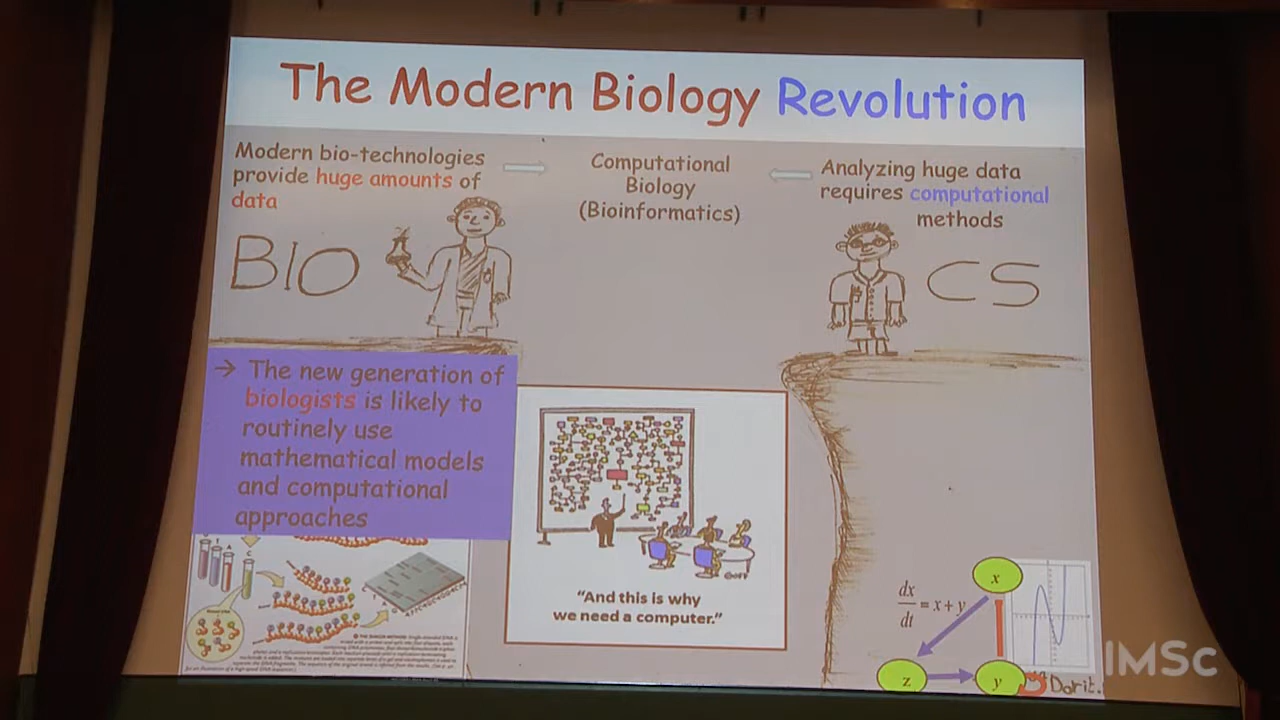 The Modern Biology Revolution
Modern bio-technologies
provide huge amounts of
data
Computational
Biology
(Bioinformatics)
Analyzing huge data
requires computational
methods
BIO
CS
→ The new generation of
biologists is likely to
routinely use
mathematical models
and computational
approaches
"And this is why
we need a computer."
dx
dt
= x + y
x
z
y
Dorit.
IMSc